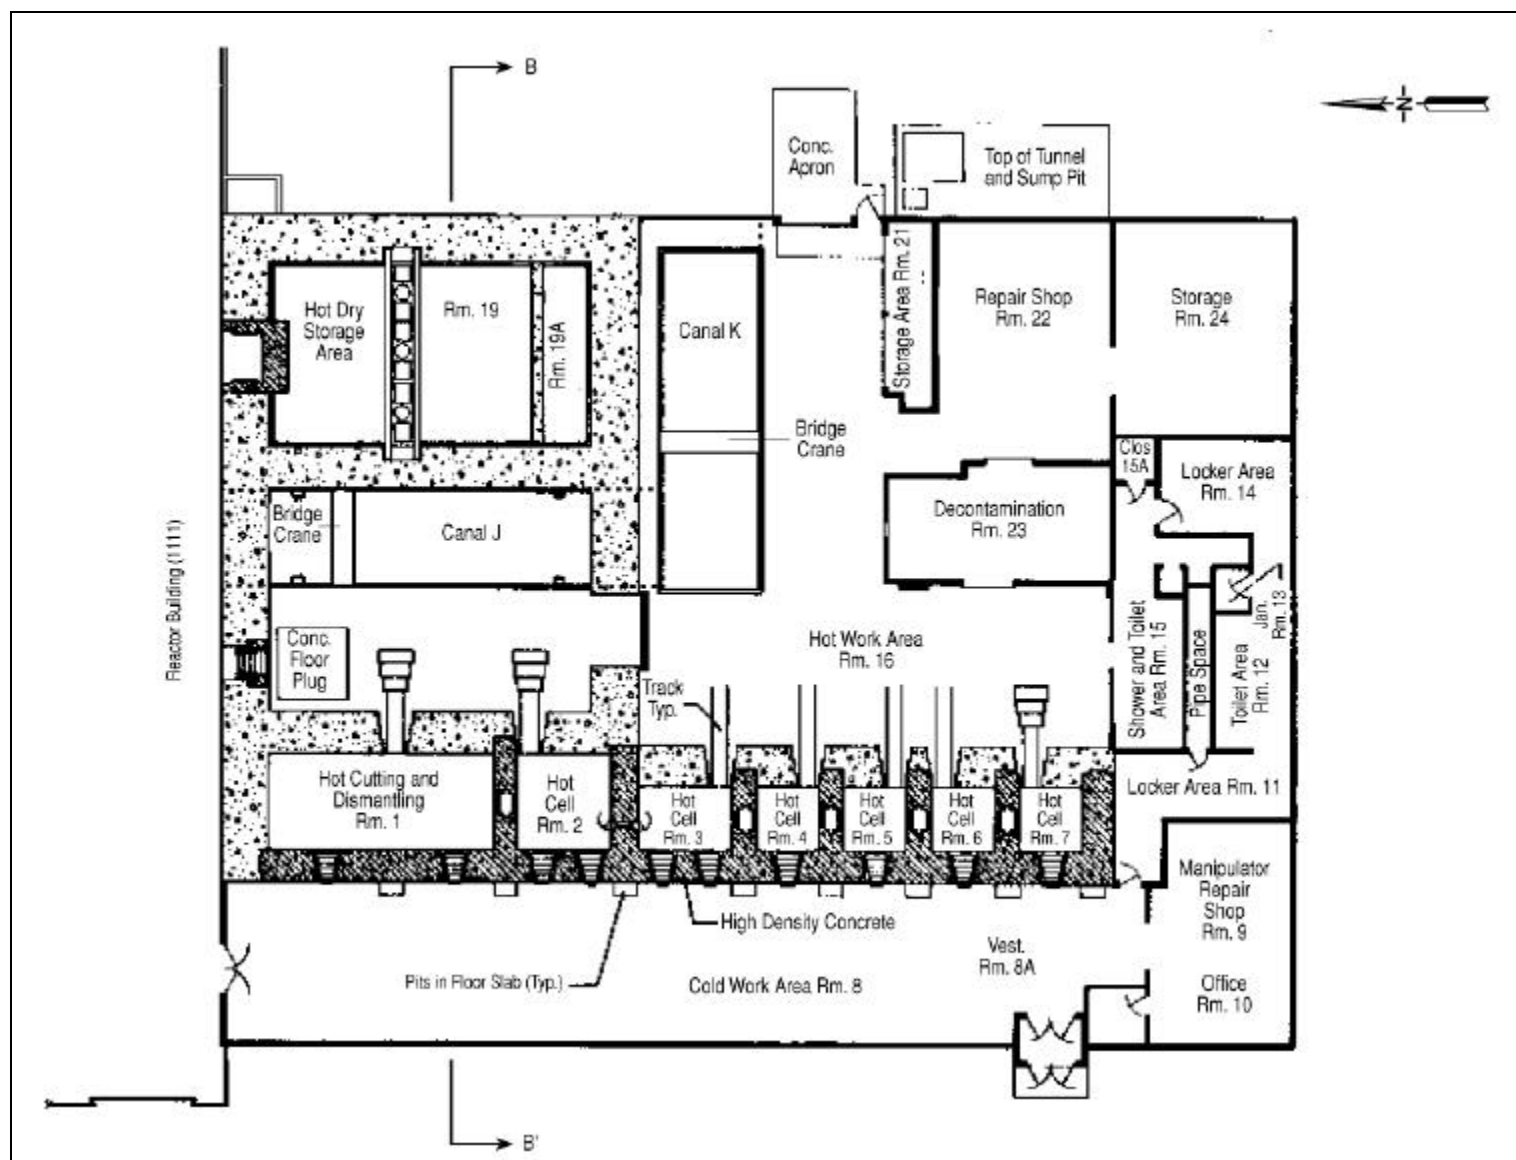 B
N
Conc.
Apron
Top of Tunnel
and Sump Pit
Hot Dry
Storage
Area
Rm. 19
Rm. 19A
Canal K
Storage Area Rm. 21
Repair Shop
Rm. 22
Storage
Rm. 24
Bridge
Crane
Clos
15A
Locker Area
Rm. 14
Bridge
Crane
Canal J
Decontamination
Rm. 23
Reactor Building (1111)
Conc.
Floor
Plug
Hot Work Area
Rm. 16
Track
Typ.
Shower and Toilet
Area Rm. 15
Pipe Space
Toilet Area
Rm. 12
Jan.
Rm. 13
Hot Cutting and
Dismantling
Rm. 1
Hot
Cell
Rm. 2
Hot
Cell
Rm. 3
Hot
Cell
Rm. 4
Hot
Cell
Rm. 5
Hot
Cell
Rm. 6
Hot
Cell
Rm. 7
Locker Area Rm. 11
Manipulator
Repair
Shop
Rm. 9
High Density Concrete
Vest.
Rm. 8A
Pits in Floor Slab (Typ.)
Cold Work Area Rm. 8
Office
Rm. 10
B'